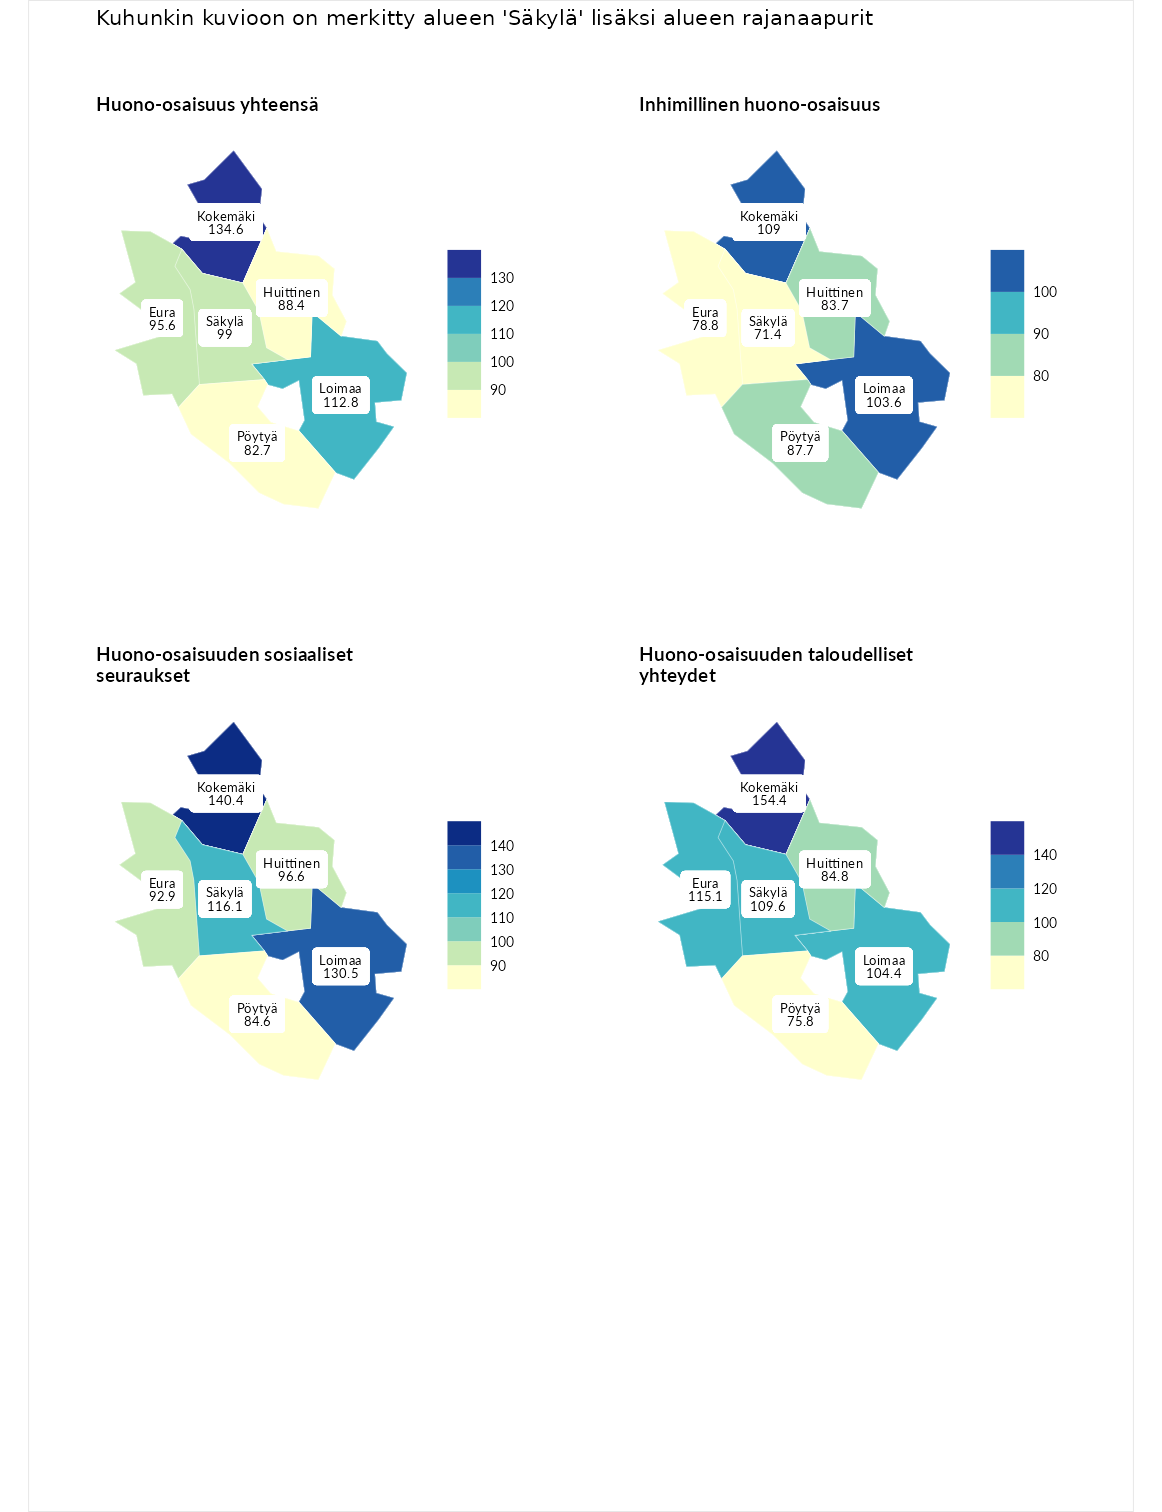 Kuhunkin kuvioon on merkitty alueen 'Säkylä' lisäksi alueen rajanaapurit
Huono-osaisuus yhteensä
Kokemäki
134.6
Huittinen
88.4
Eura
95.6
Säkylä
99
Loimaa
112.8
Pöytyä
82.7
130
120
110
100
90
Inhimillinen huono-osaisuus
Kokemäki
109
Huittinen
83.7
Eura
78.8
Säkylä
71.4
Loimaa
103.6
Pöytyä
87.7
100
90
80
Huono-osaisuuden sosiaaliset
seuraukset
Kokemäki
140.4
Huittinen
96.6
Eura
92.9
Säkylä
116.1
Loimaa
130.5
Pöytyä
84.6
140
130
120
110
100
90
Huono-osaisuuden taloudelliset
yhteydet
Kokemäki
154.4
Huittinen
84.8
Eura
115.1
Säkylä
109.6
Loimaa
104.4
Pöytyä
75.8
140
120
100
80